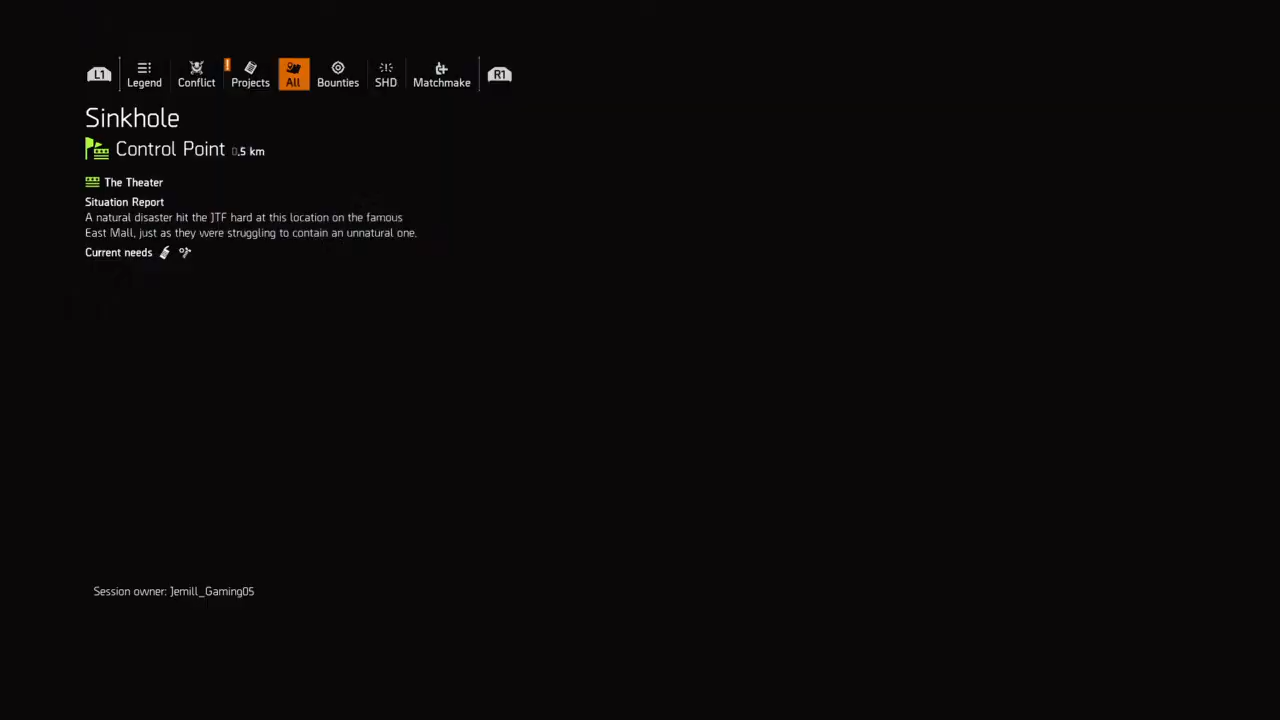 L1 Legend Conflict Projects All Bounties SHD Matchmake R1
Sinkhole
Control Point 0.5 km
The Theater
Situation Report
A natural disaster hit the JTF hard at this location on the famous
East Mall, just as they were struggling to contain an unnatural one.
Current needs
Session owner: Jemill_Gaming05